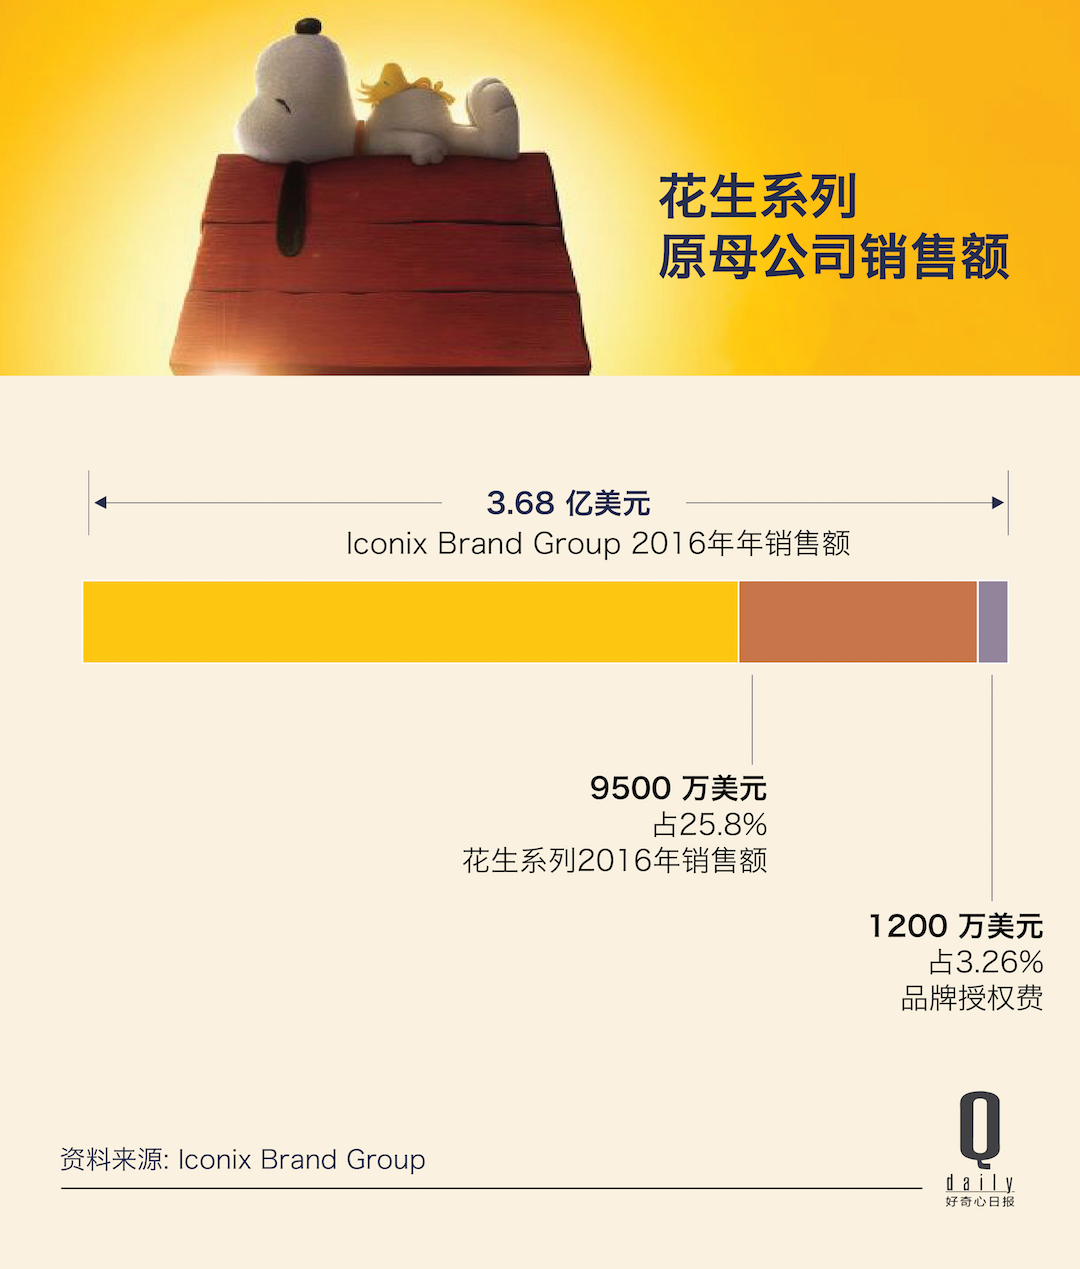 花生系列
原母公司销售额
3.68 亿美元
Iconix Brand Group 2016年年销售额
9500 万美元
占25.8%
花生系列2016年销售额
1200 万美元
占3.26%
品牌授权费
资料来源: Iconix Brand Group
Q
daily
好奇心日报